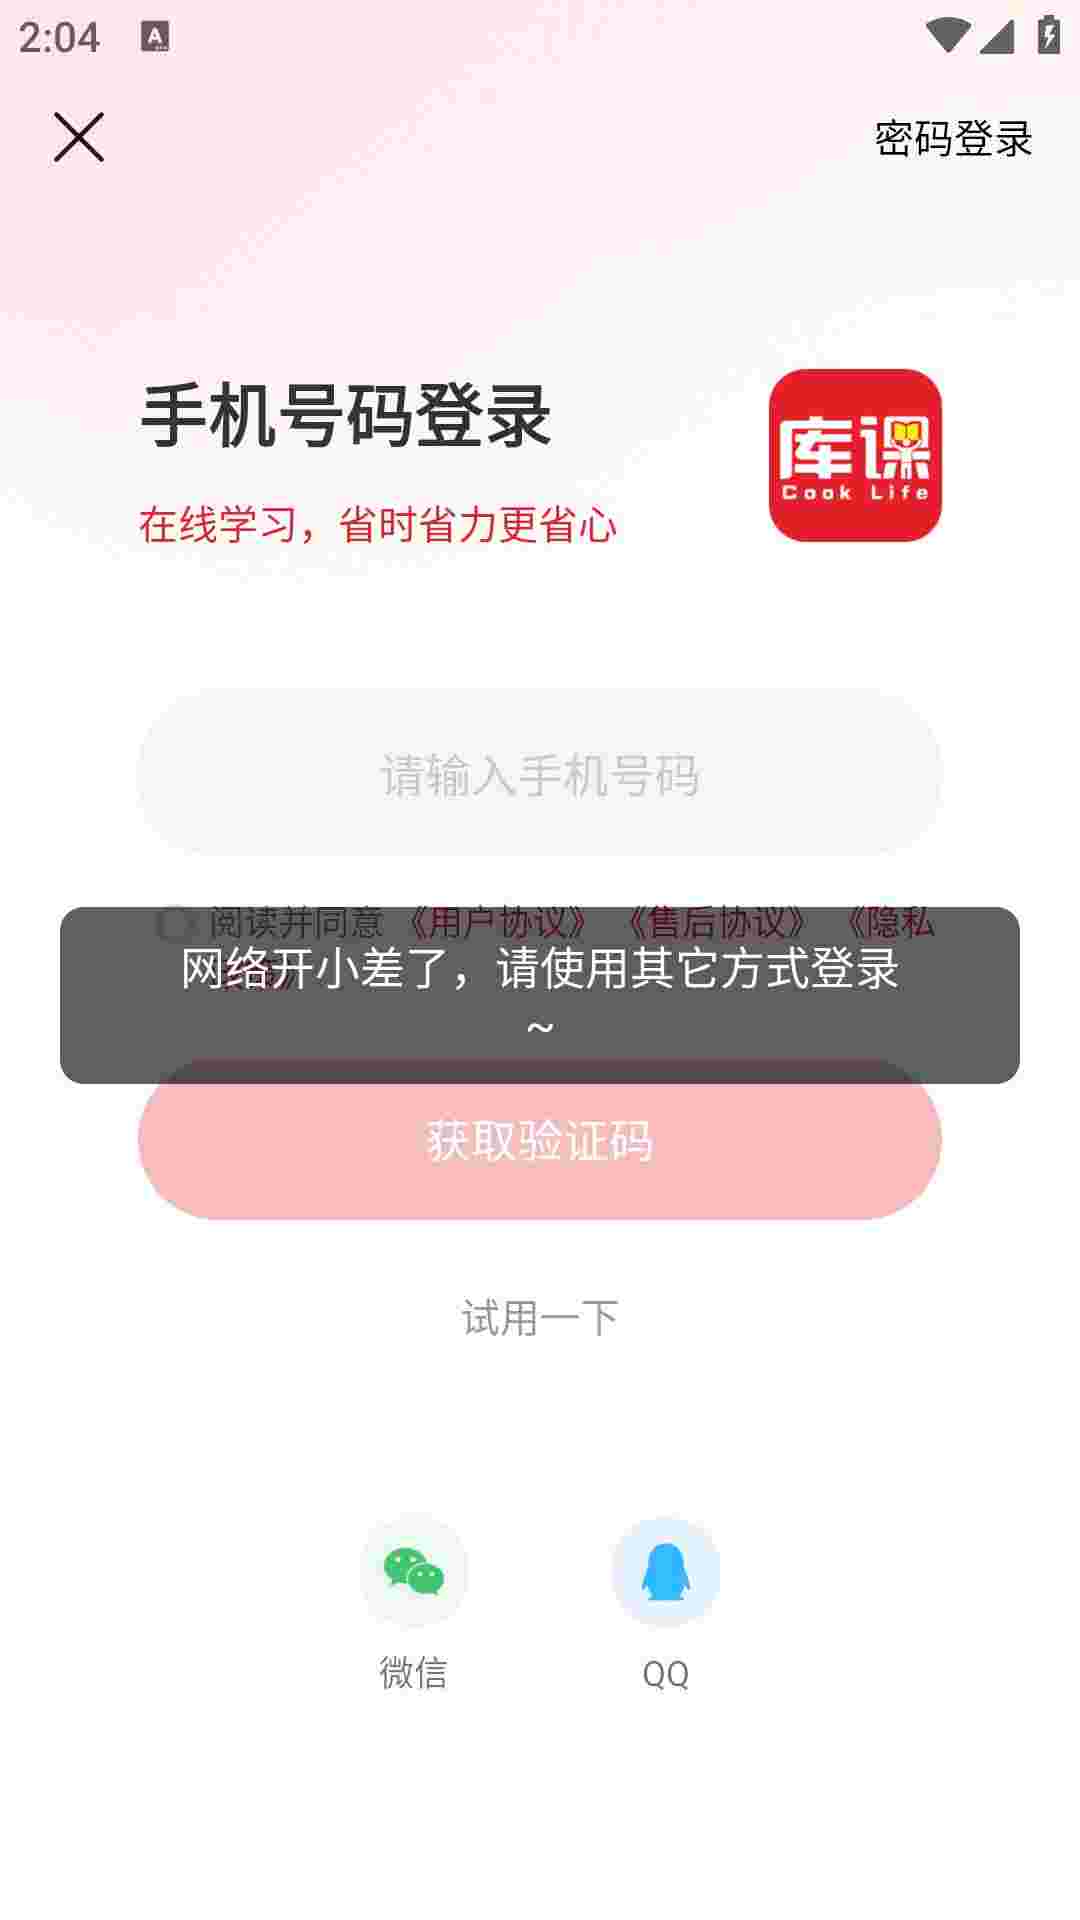 2:04
密码登录
手机号码登录
库课
Cook Life
在线学习，省时省力更省心
请输入手机号码
阅读并同意《用户协议》《售后协议》《隐私
网络开小差了，请使用其它方式登录
~
获取验证码
试用一下
微信
QQ